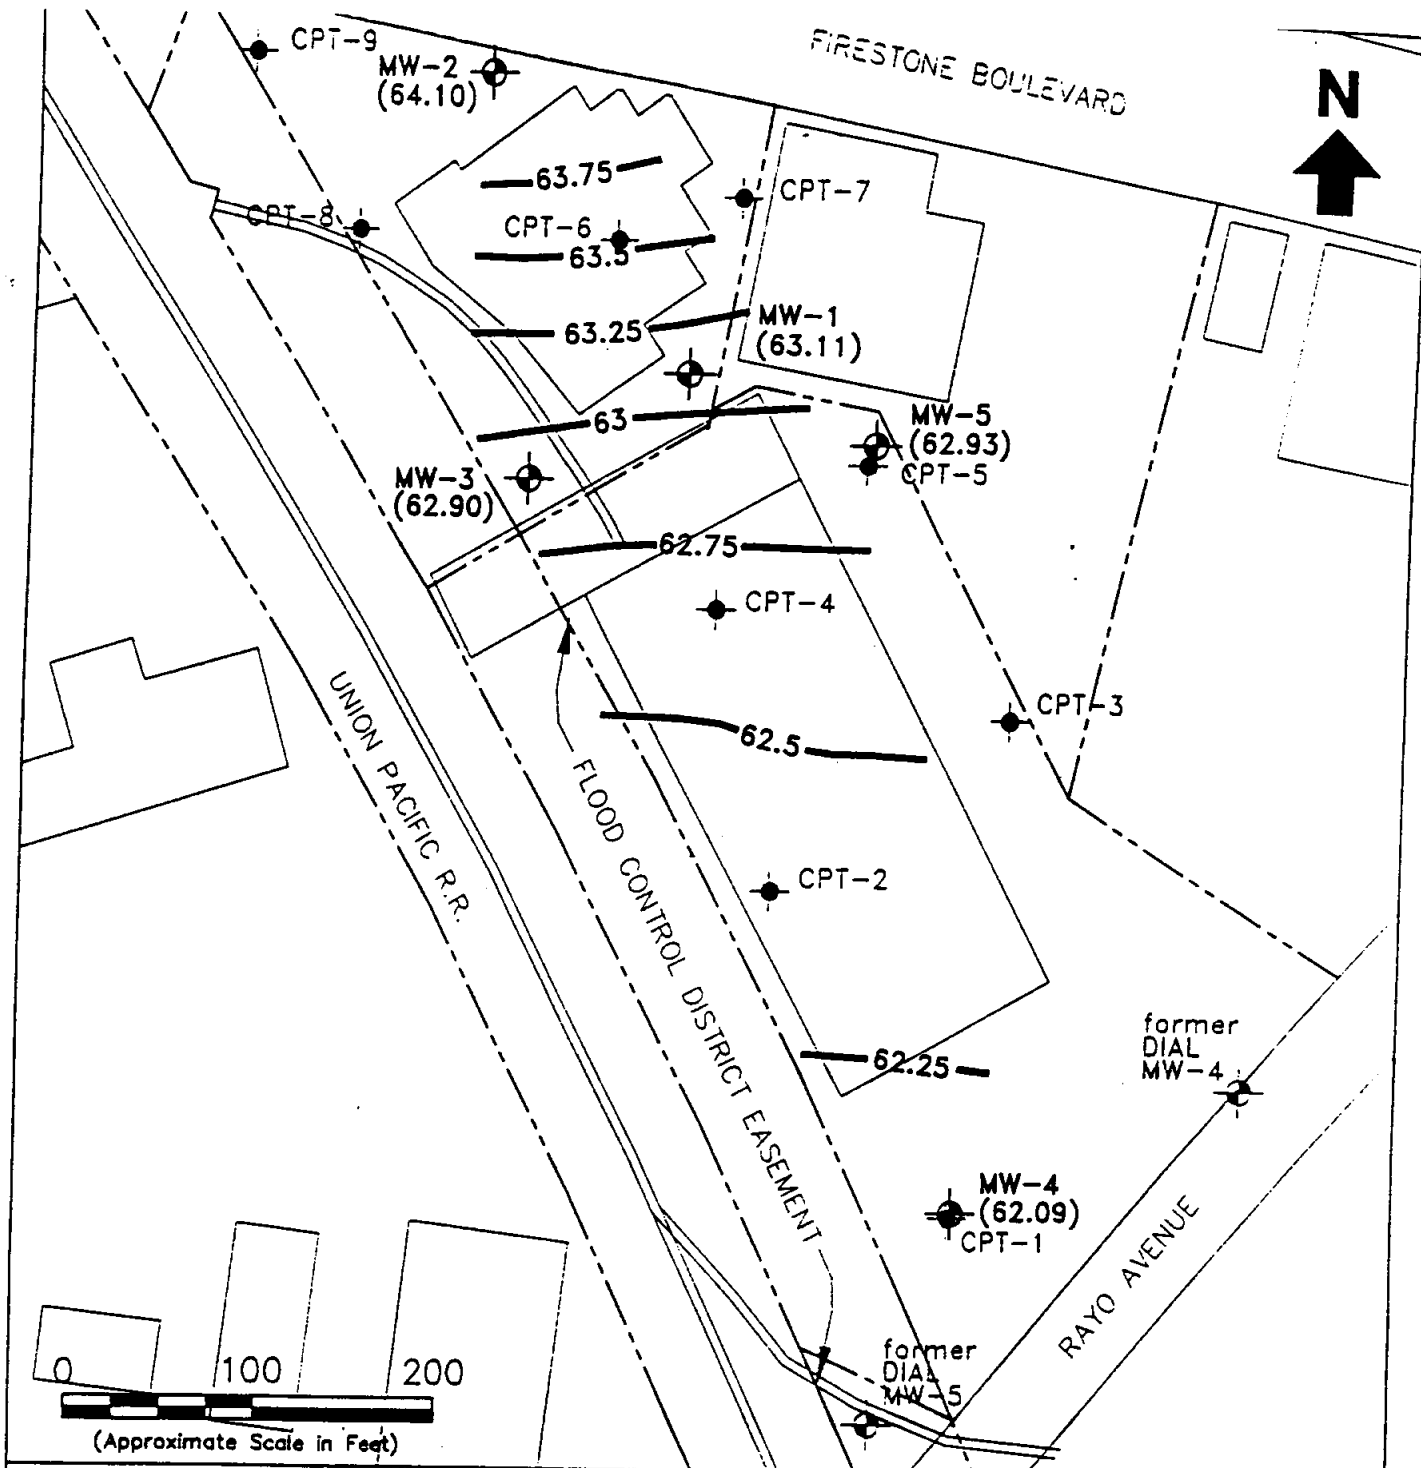 FIRESTONE BOULEVARD
CPT-9
MW-2
(64.10)
N
63.75
CPT-7
CPT-8
CPT-6
63.5
63.25
MW-1
(63.11)
63
MW-5
(62.93)
CPT-5
MW-3
(62.90)
62.75
CPT-4
CPT-3
62.5
UNION PACIFIC R.R.
FLOOD CONTROL DISTRICT EASEMENT
CPT-2
former
DIAL
MW-4
62.25
MW-4
(62.09)
CPT-1
RAYO AVENUE
former
DIAL
MW-5
0 100 200
(Approximate Scale in Feet)